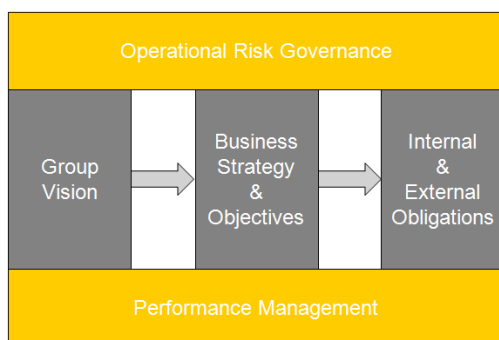 Operational Risk Governance
Group
Vision
Business
Strategy
&
Objectives
Internal
&
External
Obligations
Performance Management